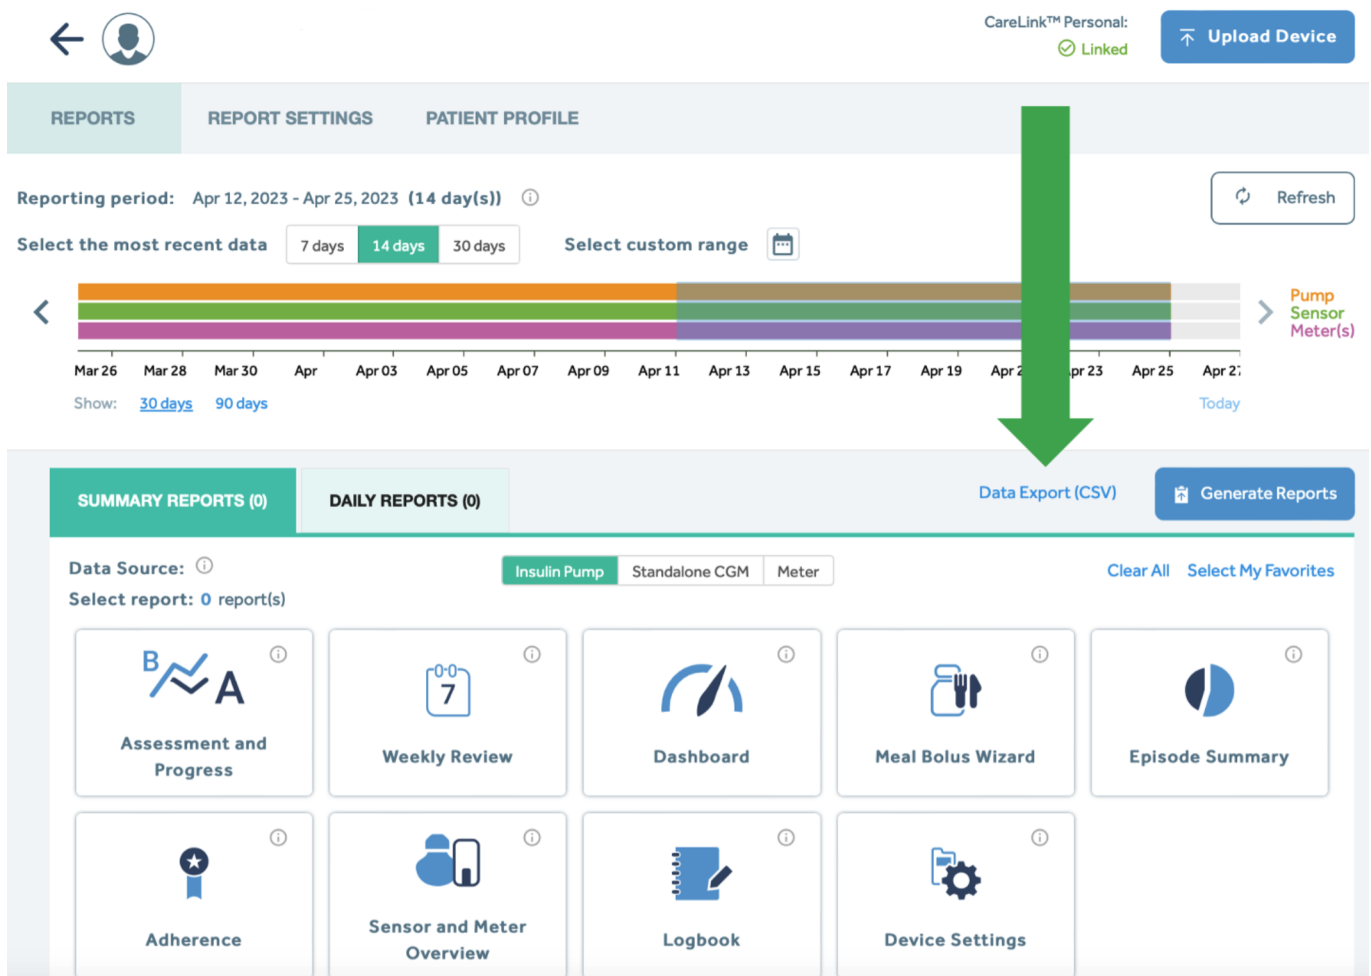 CareLink™ Personal:
Linked
Upload Device
REPORTS
REPORT SETTINGS
PATIENT PROFILE
Reporting period: Apr 12, 2023 - Apr 25, 2023 (14 day(s))
Refresh
Select the most recent data
7 days
14 days
30 days
Select custom range
Pump
Sensor
Meter(s)
Mar 26 Mar 28 Mar 30 Apr Apr 03 Apr 05 Apr 07 Apr 09 Apr 11 Apr 13 Apr 15 Apr 17 Apr 19 Apr 2 pr 23 Apr 25 Apr 27
Show: 30 days 90 days
Today
SUMMARY REPORTS (0)
DAILY REPORTS (0)
Data Export (CSV)
Generate Reports
Data Source:
Insulin Pump
Standalone CGM
Meter
Clear All
Select My Favorites
Select report: 0 report(s)
B
A
Assessment and
Progress
7
Weekly Review
Dashboard
Meal Bolus Wizard
Episode Summary
Adherence
Sensor and Meter
Overview
Logbook
Device Settings